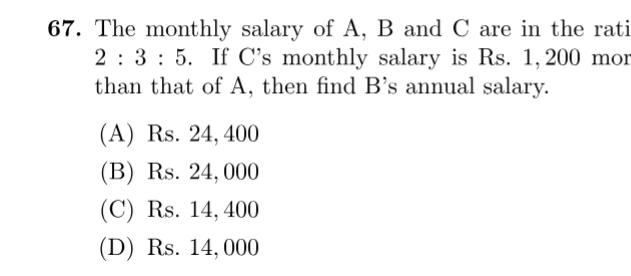 67. The monthly salary of A, B and C are in the rati
2 : 3 : 5. If C's monthly salary is Rs. 1,200 mor
than that of A, then find B's annual salary.
(A) Rs. 24,400
(B) Rs. 24,000
(C) Rs. 14,400
(D) Rs. 14,000